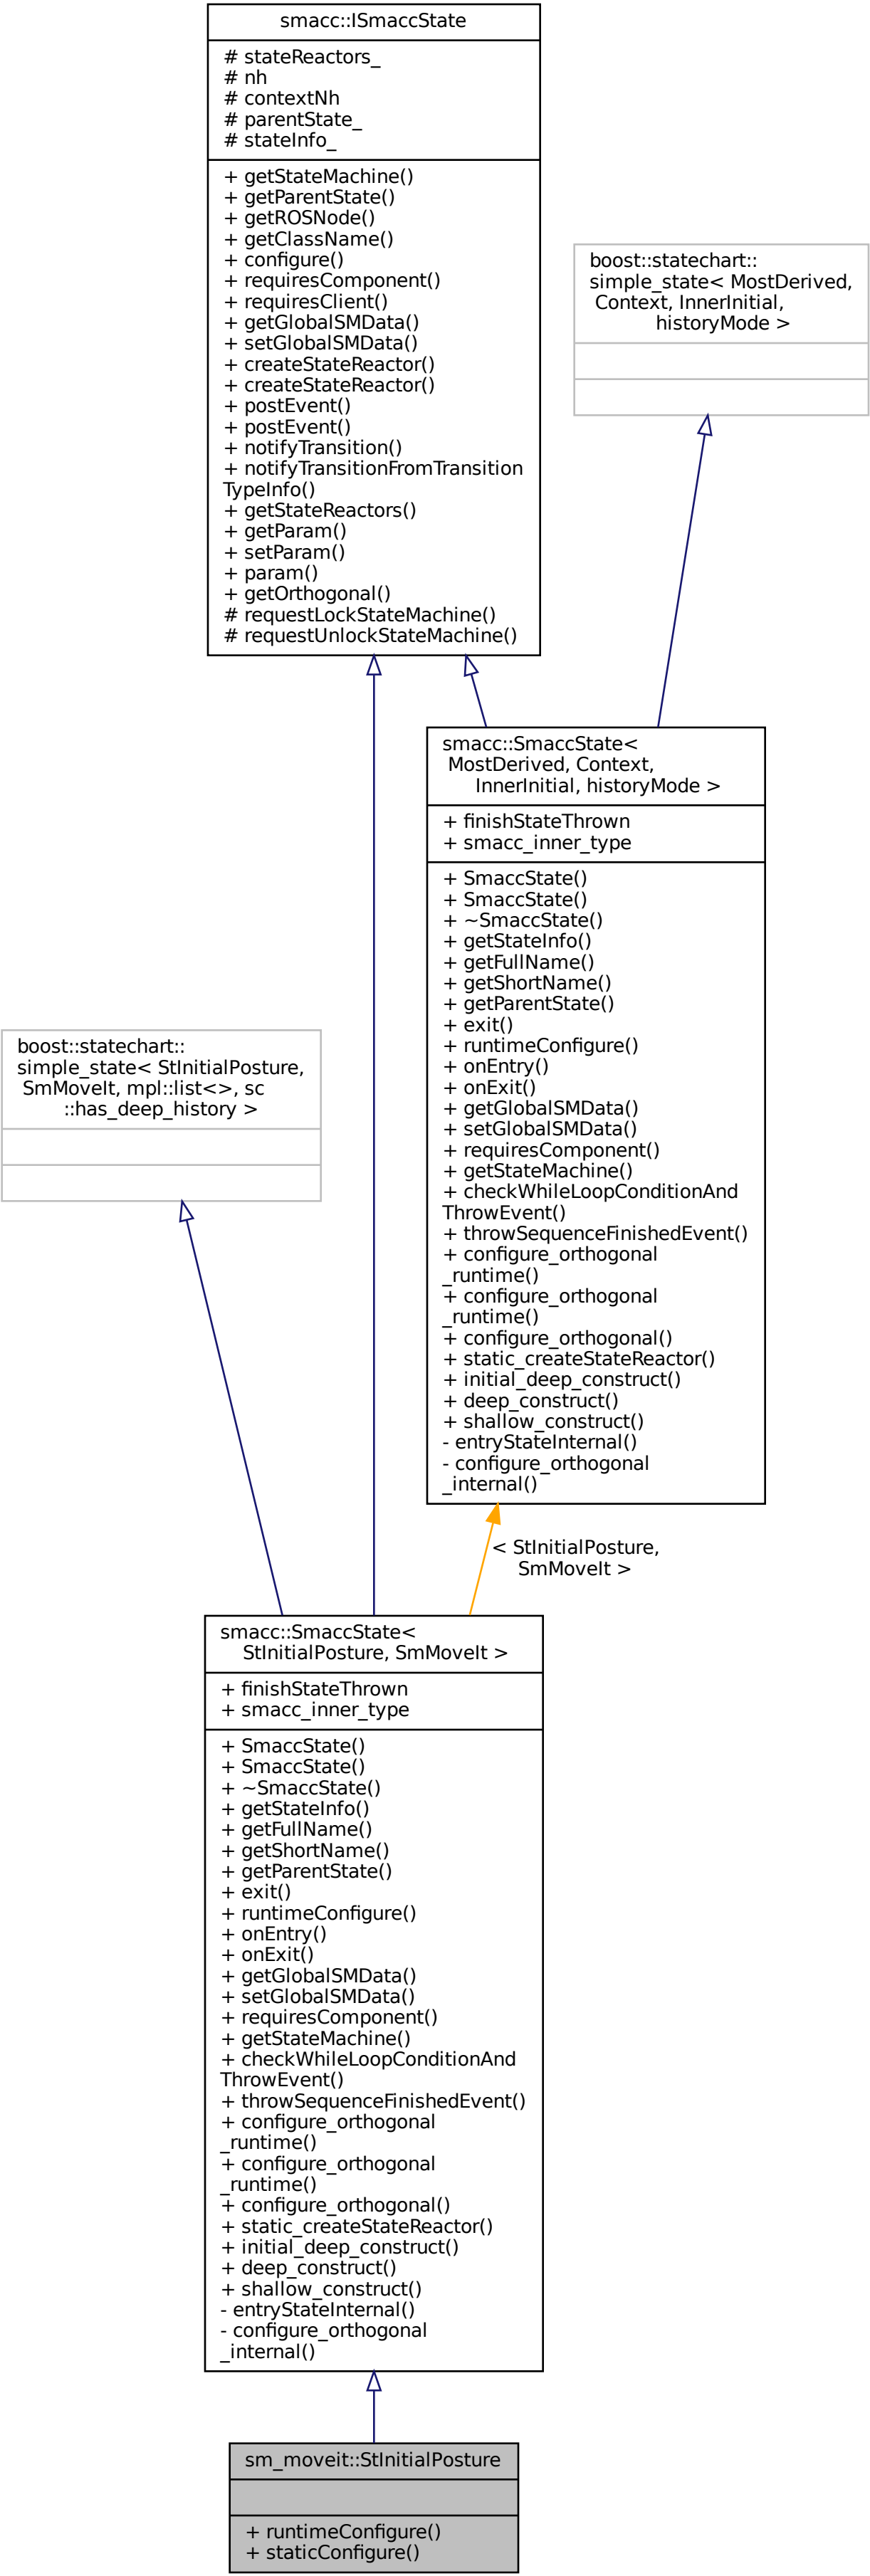 smacc::ISmaccState
# stateReactors_
# nh
# contextNh
# parentState_
# stateInfo_
+ getStateMachine()
+ getParentState()
+ getROSNode()
+ getClassName()
+ configure()
+ requiresComponent()
+ requiresClient()
+ getGlobalSMData()
+ setGlobalSMData()
+ createStateReactor()
+ createStateReactor()
+ postEvent()
+ postEvent()
+ notifyTransition()
+ notifyTransitionFromTransition
TypeInfo()
+ getStateReactors()
+ getParam()
+ setParam()
+ param()
+ getOrthogonal()
# requestLockStateMachine()
# requestUnlockStateMachine()
boost::statechart::
simple_state< MostDerived,
Context, InnerInitial,
historyMode >
smacc::SmaccState<
MostDerived, Context,
InnerInitial, historyMode >
+ finishStateThrown
+ smacc_inner_type
+ SmaccState()
+ SmaccState()
+ ~SmaccState()
+ getStateInfo()
+ getFullName()
+ getShortName()
+ getParentState()
+ exit()
+ runtimeConfigure()
+ onEntry()
+ onExit()
+ getGlobalSMData()
+ setGlobalSMData()
+ requiresComponent()
+ getStateMachine()
+ checkWhileLoopConditionAnd
ThrowEvent()
+ throwSequenceFinishedEvent()
+ configure_orthogonal
_runtime()
+ configure_orthogonal
_runtime()
+ configure_orthogonal()
+ static_createStateReactor()
+ initial_deep_construct()
+ deep_construct()
+ shallow_construct()
- entryStateInternal()
- configure_orthogonal
_internal()
boost::statechart::
simple_state< StInitialPosture,
SmMoveIt, mpl::list<>, sc
::has_deep_history >
< StInitialPosture,
SmMoveIt >
smacc::SmaccState<
StInitialPosture, SmMoveIt >
+ finishStateThrown
+ smacc_inner_type
+ SmaccState()
+ SmaccState()
+ ~SmaccState()
+ getStateInfo()
+ getFullName()
+ getShortName()
+ getParentState()
+ exit()
+ runtimeConfigure()
+ onEntry()
+ onExit()
+ getGlobalSMData()
+ setGlobalSMData()
+ requiresComponent()
+ getStateMachine()
+ checkWhileLoopConditionAnd
ThrowEvent()
+ throwSequenceFinishedEvent()
+ configure_orthogonal
_runtime()
+ configure_orthogonal
_runtime()
+ configure_orthogonal()
+ static_createStateReactor()
+ initial_deep_construct()
+ deep_construct()
+ shallow_construct()
- entryStateInternal()
- configure_orthogonal
_internal()
sm_moveit::StInitialPosture
+ runtimeConfigure()
+ staticConfigure()